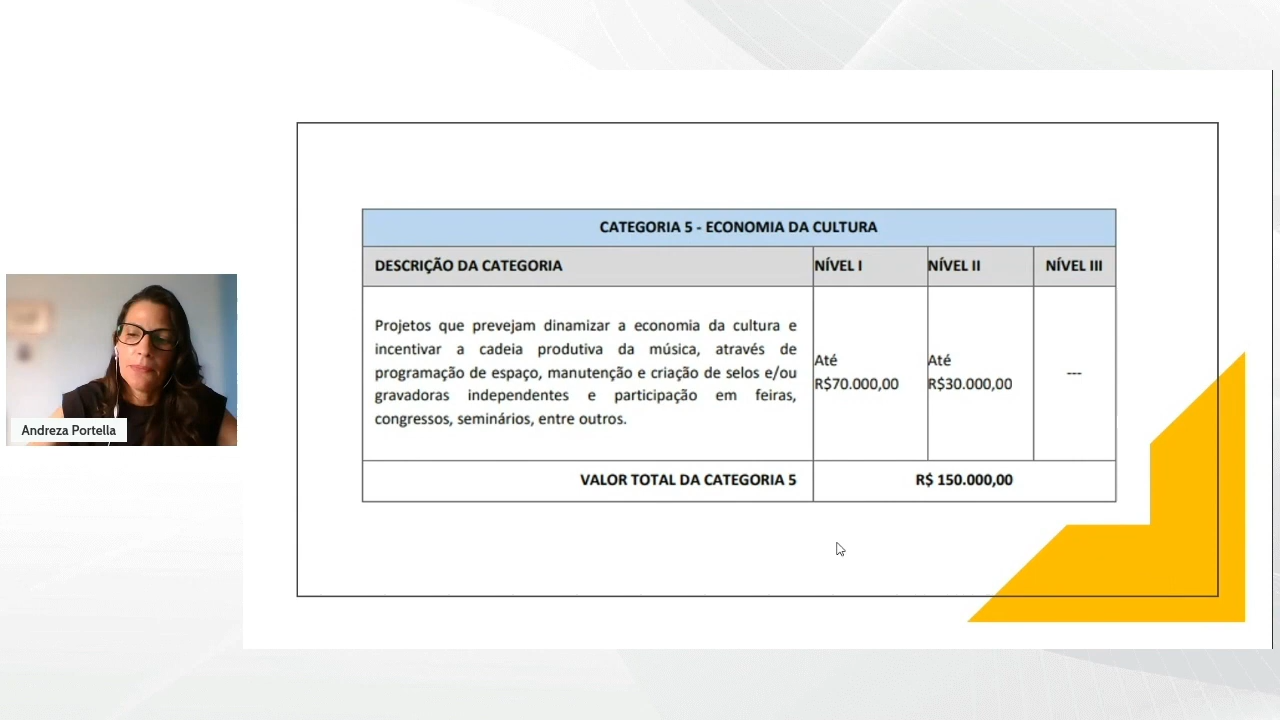 CATEGORIA 5 - ECONOMIA DA CULTURA
DESCRIÇÃO DA CATEGORIA
NÍVEL I
NÍVEL II
NÍVEL III
Projetos que prevejam dinamizar a economia da cultura e
incentivar a cadeia produtiva da música, através de
programação de espaço, manutenção e criação de selos e/ou
gravadoras independentes e participação em feiras,
congressos, seminários, entre outros.
Até
R$70.000,00
Até
R$30.000,00
---
VALOR TOTAL DA CATEGORIA 5
R$ 150.000,00
Andreza Portella